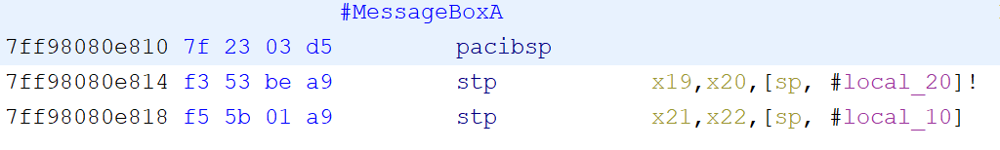 #MessageBoxA
7ff98080e810 7f 23 03 d5 pacibsp
7ff98080e814 f3 53 be a9 stp x19,x20,[sp, #local_20]!
7ff98080e818 f5 5b 01 a9 stp x21,x22,[sp, #local_10]